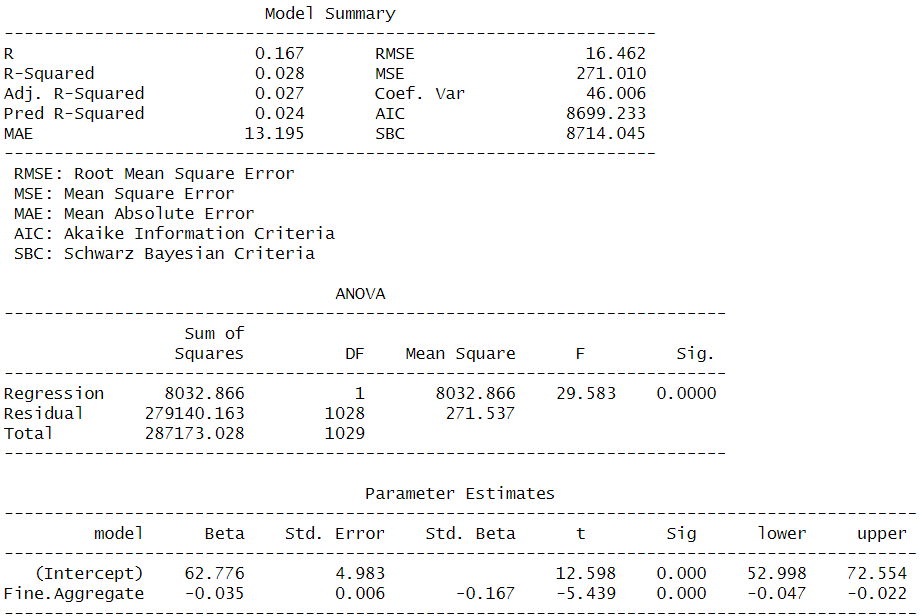 Model Summary
-----------------------------------------------------------------
R                       0.167       RMSE                 16.462
R-Squared               0.028       MSE                 271.010
Adj. R-Squared          0.027       Coef. Var            46.006
Pred R-Squared          0.024       AIC                8699.233
MAE                    13.195       SBC                8714.045
-----------------------------------------------------------------
RMSE: Root Mean Square Error
MSE: Mean Square Error
MAE: Mean Absolute Error
AIC: Akaike Information Criteria
SBC: Schwarz Bayesian Criteria
ANOVA
------------------------------------------------------------------------
Sum of
Squares          DF    Mean Square      F         Sig.
------------------------------------------------------------------------
Regression      8032.866           1       8032.866    29.583    0.0000
Residual      279140.163        1028        271.537
Total         287173.028        1029
------------------------------------------------------------------------
Parameter Estimates
-------------------------------------------------------------------------------------------
model      Beta    Std. Error    Std. Beta      t        Sig      lower     upper
-------------------------------------------------------------------------------------------
(Intercept)    62.776         4.983                 12.598    0.000    52.998    72.554
Fine.Aggregate    -0.035         0.006       -0.167    -5.439    0.000    -0.047    -0.022
-------------------------------------------------------------------------------------------